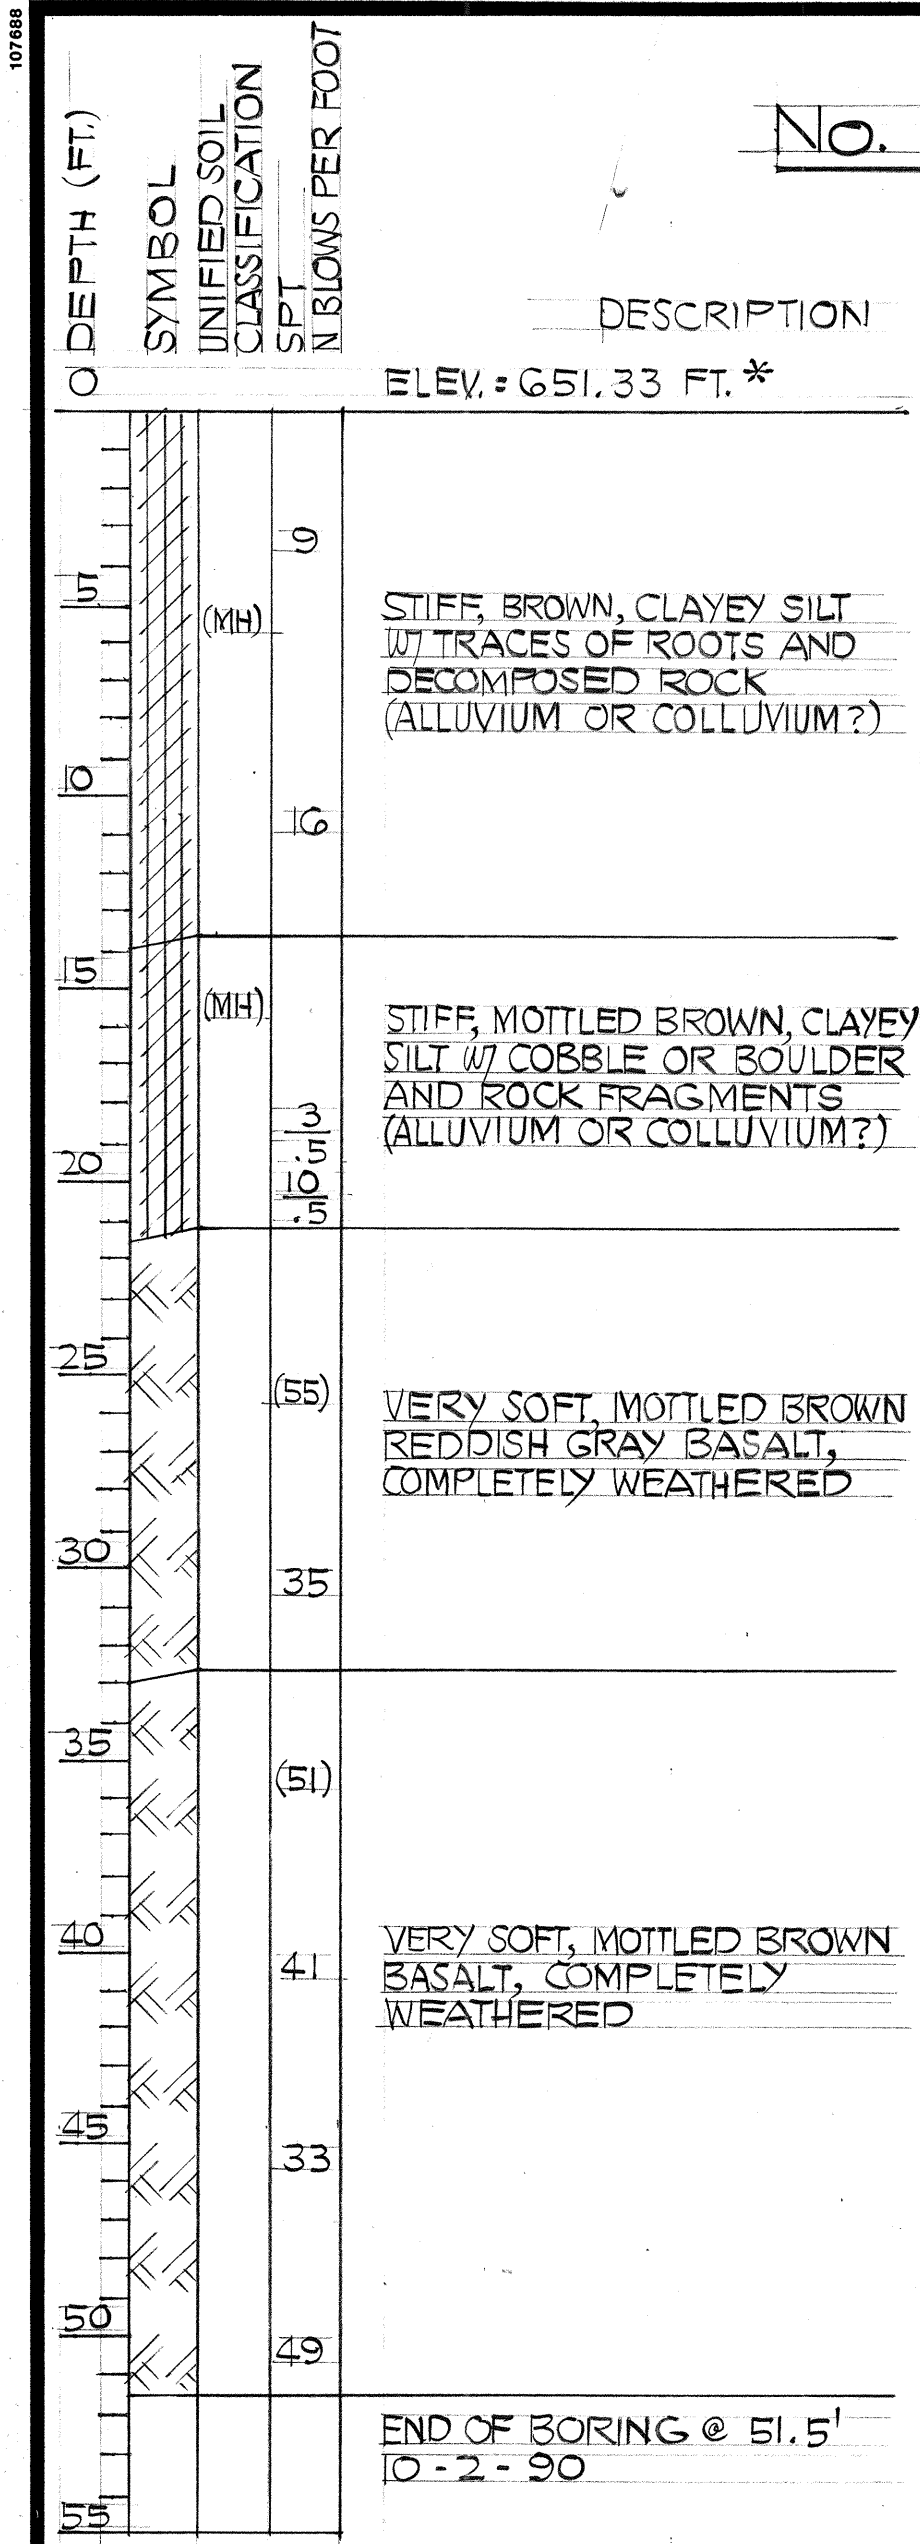 107688
No.
DEPTH (FT.)
SYMBOL
UNIFIED SOIL
CLASSIFICATION
SPT
N BLOWS PER FOOT
DESCRIPTION
0
ELEV. = 651.33 FT. *
9
5
(MH)
STIFF, BROWN, CLAYEY SILT
W/ TRACES OF ROOTS AND
DECOMPOSED ROCK
(ALLUVIUM OR COLLUVIUM?)
10
16
15
(MH)
STIFF, MOTTLED BROWN, CLAYEY
SILT W/ COBBLE OR BOULDER
AND ROCK FRAGMENTS
(ALLUVIUM OR COLLUVIUM?)
3
.5
20
10
.5
25
(55)
VERY SOFT, MOTTLED BROWN
REDDISH GRAY BASALT,
COMPLETELY WEATHERED
30
35
35
(51)
40
41
VERY SOFT, MOTTLED BROWN
BASALT, COMPLETELY
WEATHERED
45
33
50
49
END OF BORING @ 51.5'
10-2-90
55